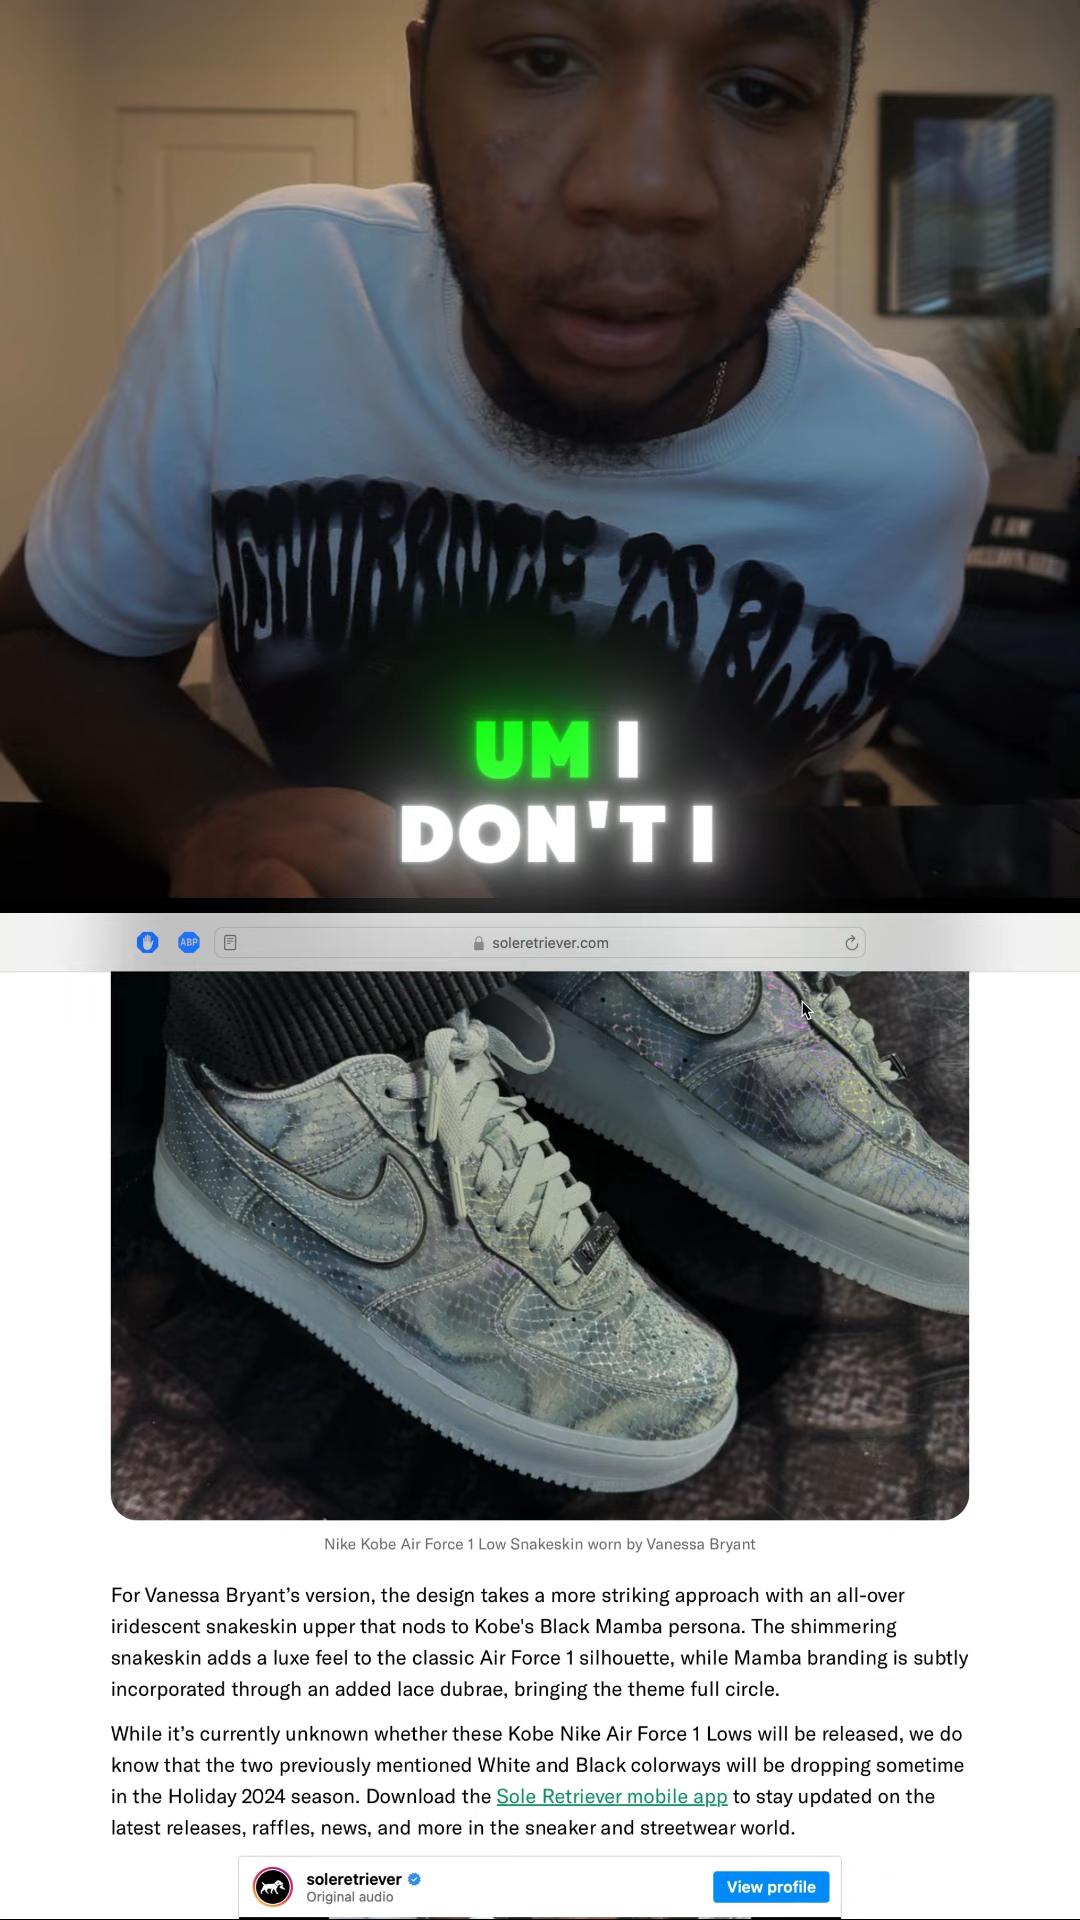 IGNORANCE IS BLISS
I AM
UM I
DON'T I
ABP
soleretriever.com
Nike Kobe Air Force 1 Low Snakeskin worn by Vanessa Bryant
For Vanessa Bryant’s version, the design takes a more striking approach with an all-over
iridescent snakeskin upper that nods to Kobe's Black Mamba persona. The shimmering
snakeskin adds a luxe feel to the classic Air Force 1 silhouette, while Mamba branding is subtly
incorporated through an added lace dubrae, bringing the theme full circle.
While it’s currently unknown whether these Kobe Nike Air Force 1 Lows will be released, we do
know that the two previously mentioned White and Black colorways will be dropping sometime
in the Holiday 2024 season. Download the Sole Retriever mobile app to stay updated on the
latest releases, raffles, news, and more in the sneaker and streetwear world.
soleretriever
Original audio
View profile